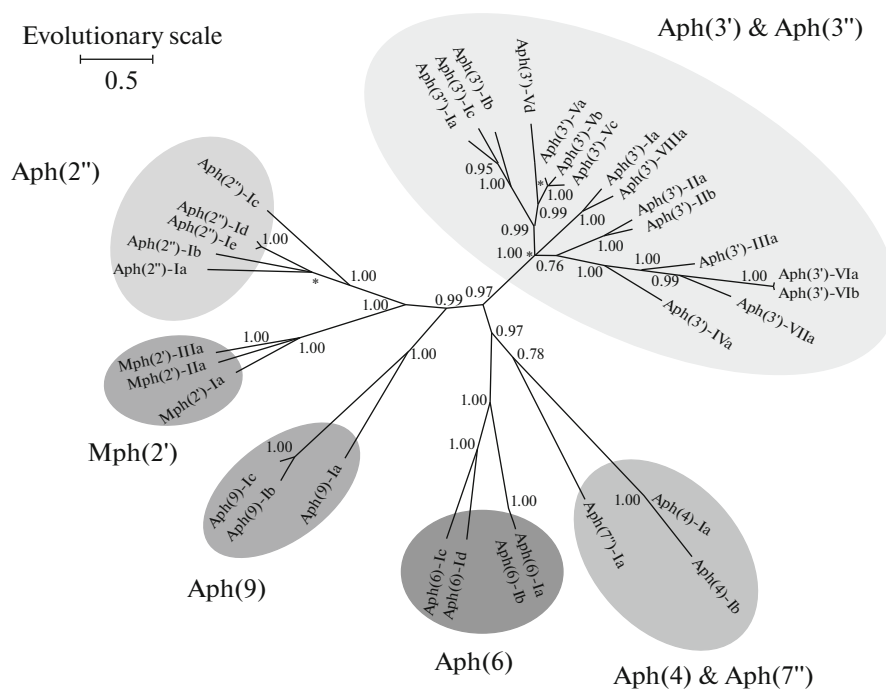 Evolutionary scale
0.5
Aph(3') & Aph(3'')
Aph(3'')-Ia
Aph(3')-Ic
Aph(3')-Ib
Aph(3')-Vd
Aph(3')-Va
Aph(3')-Vb
Aph(3')-Vc
Aph(3')-Ia
Aph(3')-VIIIa
Aph(3')-IIa
Aph(3')-IIb
Aph(3')-IIIa
Aph(3')-VIa
Aph(3')-VIb
Aph(3')-VIIa
Aph(3')-IVa
0.95
1.00
*
1.00
0.99
0.99
1.00
1.00
1.00
*
0.76
1.00
1.00
0.99
Aph(2'')
Aph(2'')-Ic
Aph(2'')-Id
Aph(2'')-Ie
Aph(2'')-Ib
Aph(2'')-Ia
1.00
1.00
*
1.00
0.99
0.97
Mph(2')-IIIa
Mph(2')-IIa
Mph(2')-Ia
1.00
1.00
Mph(2')
1.00
1.00
Aph(9)-Ic
Aph(9)-Ib
Aph(9)-Ia
Aph(9)
0.97
0.78
1.00
1.00
1.00
Aph(6)-Ic
Aph(6)-Id
Aph(6)-Ia
Aph(6)-Ib
Aph(6)
1.00
Aph(7'')-Ia
Aph(4)-Ia
Aph(4)-Ib
Aph(4) & Aph(7'')